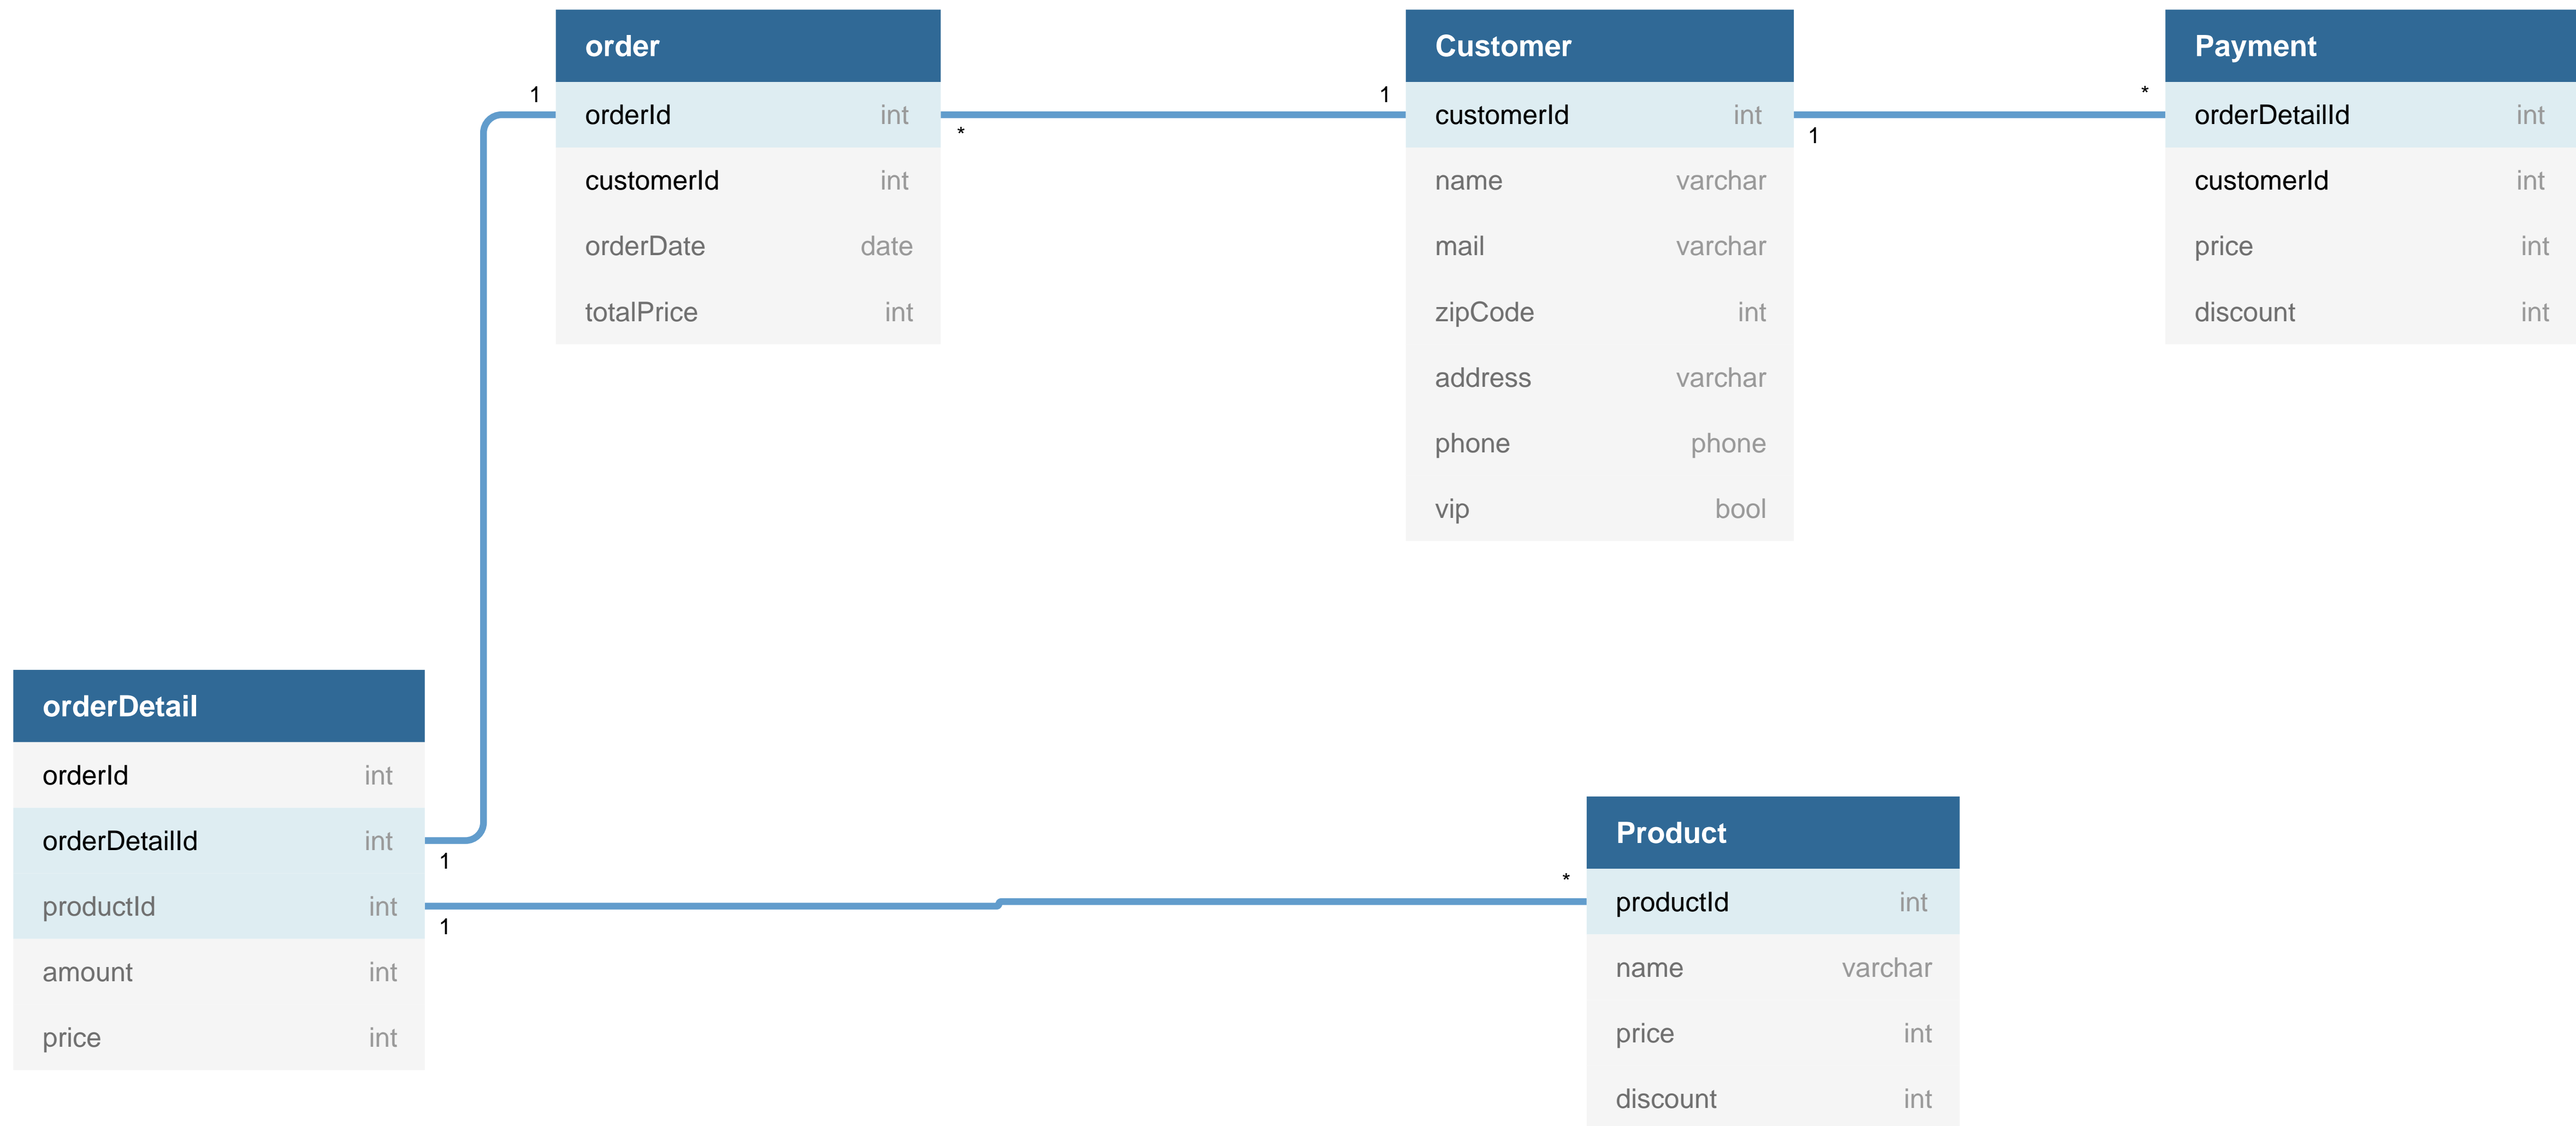 order
1
orderId int
*
customerId int
orderDate date
totalPrice int
Customer
1
customerId int
1
name varchar
mail varchar
zipCode int
address varchar
phone phone
vip bool
Payment
*
orderDetailId int
customerId int
price int
discount int
orderDetail
orderId int
orderDetailId int
1
productId int
1
amount int
price int
Product
*
productId int
name varchar
price int
discount int